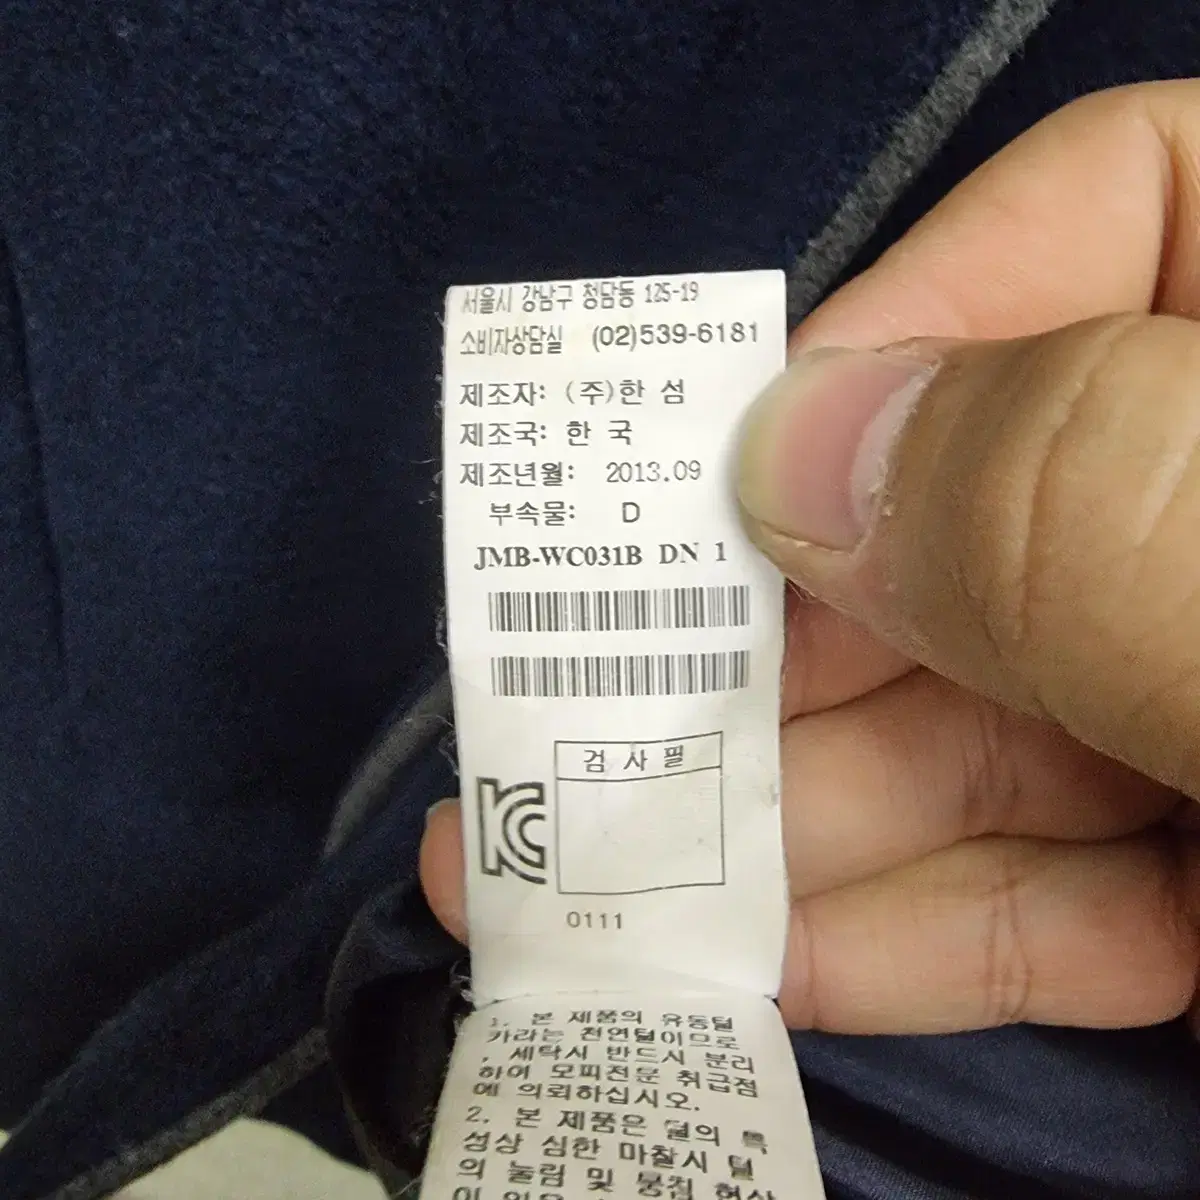 서울시 강남구 청담동 125-19
소비자상담실 (02)539-6181
제조자: (주)한 섬
제조국: 한 국
제조년월: 2013.09
부속물: D
JMB-WC031B DN 1
검 사 필
KC
0111
1. 본 제품의 유동털
카라는 천연털이므로
, 세탁시 반드시 분리
하여 모피전문 취급점
에 의뢰하십시오.
2. 본 제품은 털의 특
성상 심한 마찰시 털
의 눌림 및 뭉침 현상
이